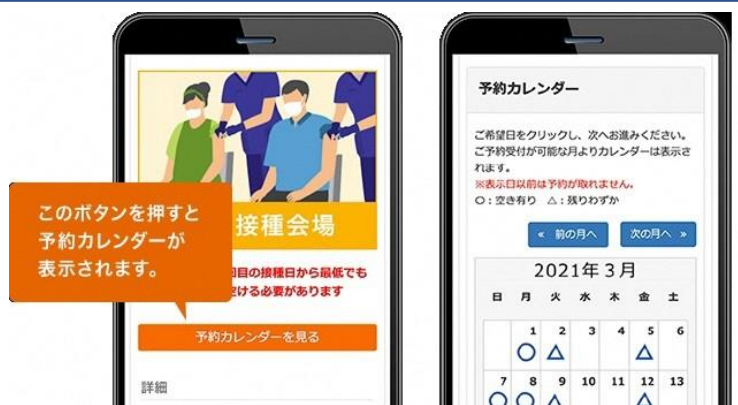 接種会場
このボタンを押すと
予約カレンダーが
表示されます。
回目の接種日から最低でも
ける必要があります
予約カレンダーを見る
詳細
予約カレンダー
ご希望日をクリックし、次へお進みください。
ご予約受付が可能な月よりカレンダーは表示さ
れます。
※表示日以前は予約が取れません。
○：空き有り △：残りわずか
« 前の月へ 次の月へ »
2021年3月
日 月 火 水 木 金 土
1 2 3 4 5 6
○ △ △
7 8 9 10 11 12 13
○ ○ △ △